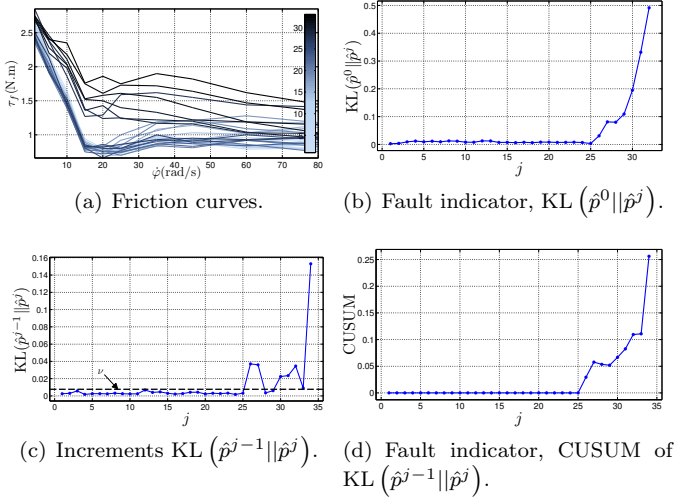 2.5
2
1.5
1
τf(N.m)
10 20 30 40 50 60 70 80
φ̇(rad/s)
30
25
20
15
10
5
(a) Friction curves.
0.5
0.4
0.3
0.2
0.1
0
KL(p̂⁰||p̂ʲ)
0 5 10 15 20 25 30
j
(b) Fault indicator, KL (p̂⁰||p̂ʲ).
0.16
0.14
0.12
0.1
0.08
0.06
0.04
0.02
0
KL(p̂ʲ⁻¹||p̂ʲ)
ν
0 5 10 15 20 25 30 35
j
(c) Increments KL (p̂ʲ⁻¹||p̂ʲ).
0.25
0.2
0.15
0.1
0.05
0
CUSUM
0 5 10 15 20 25 30 35
j
(d) Fault indicator, CUSUM of
KL (p̂ʲ⁻¹||p̂ʲ).